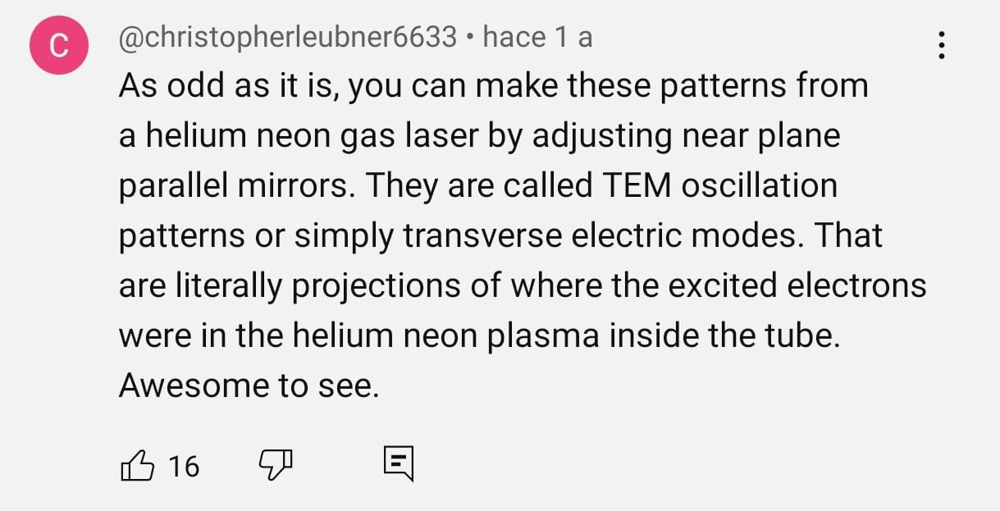 C
@christopherleubner6633 • hace 1 a
As odd as it is, you can make these patterns from
a helium neon gas laser by adjusting near plane
parallel mirrors. They are called TEM oscillation
patterns or simply transverse electric modes. That
are literally projections of where the excited electrons
were in the helium neon plasma inside the tube.
Awesome to see.
16